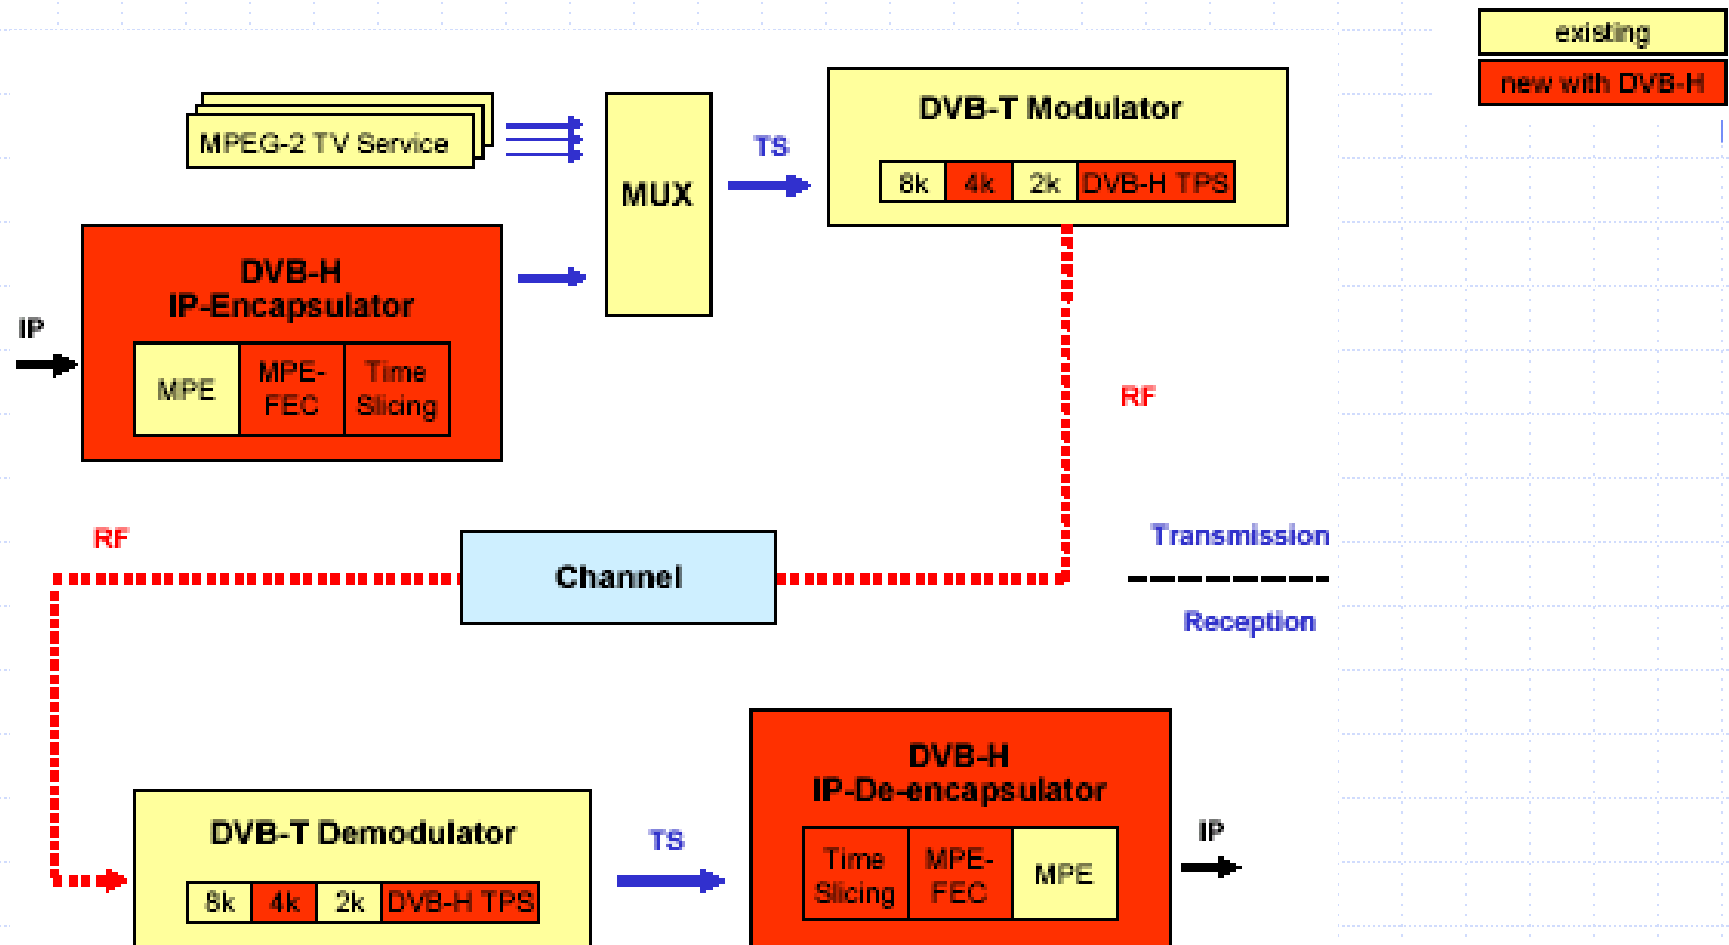 existing
new with DVB-H
MPEG-2 TV Service
MUX
TS
DVB-T Modulator
8k 4k 2k DVB-H TPS
DVB-H
IP-Encapsulator
IP
MPE
MPE-
FEC
Time
Slicing
RF
RF
Channel
Transmission
Reception
DVB-T Demodulator
8k 4k 2k DVB-H TPS
TS
DVB-H
IP-De-encapsulator
Time
Slicing
MPE-
FEC
MPE
IP